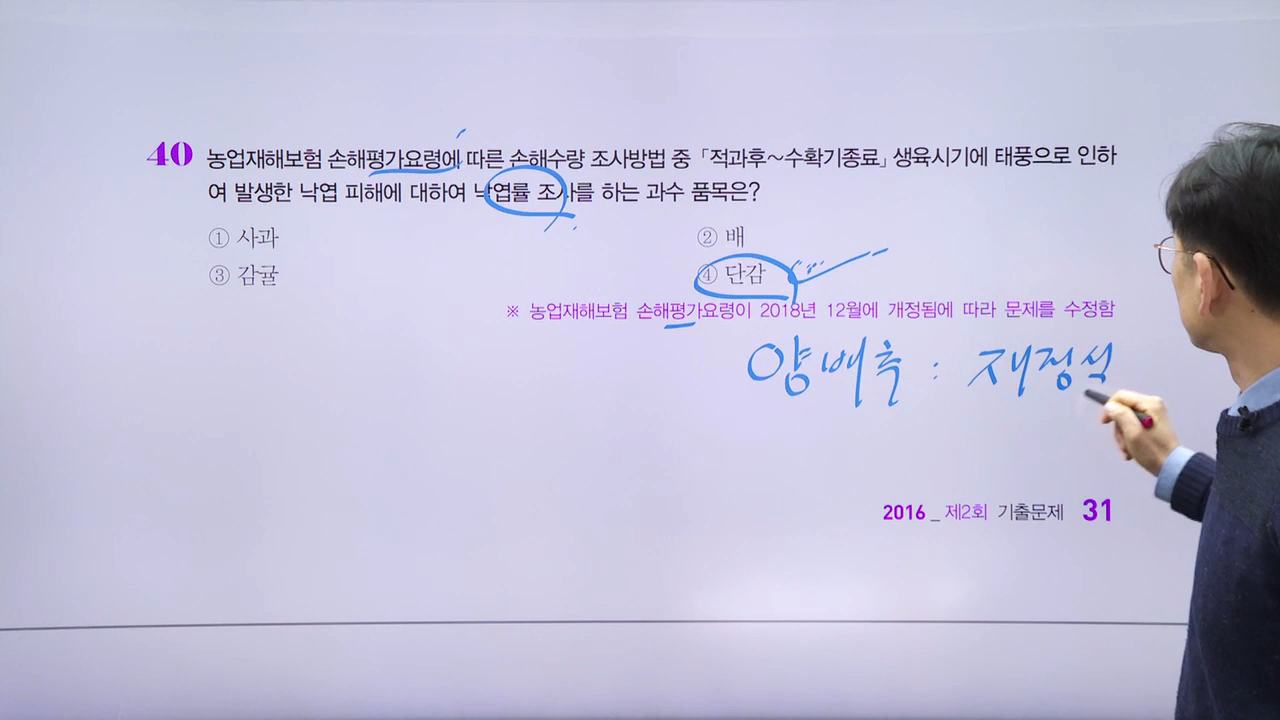 40 농업재해보험 손해평가요령에 따른 손해수량 조사방법 중 「적과후~수확기종료」 생육시기에 태풍으로 인하
여 발생한 낙엽 피해에 대하여 낙엽률 조사를 하는 과수 품목은?
① 사과 ② 배
③ 감귤 ④ 단감
※ 농업재해보험 손해평가요령이 2018년 12월에 개정됨에 따라 문제를 수정함
양배추 : 재정식
2016 _ 제2회 기출문제 31